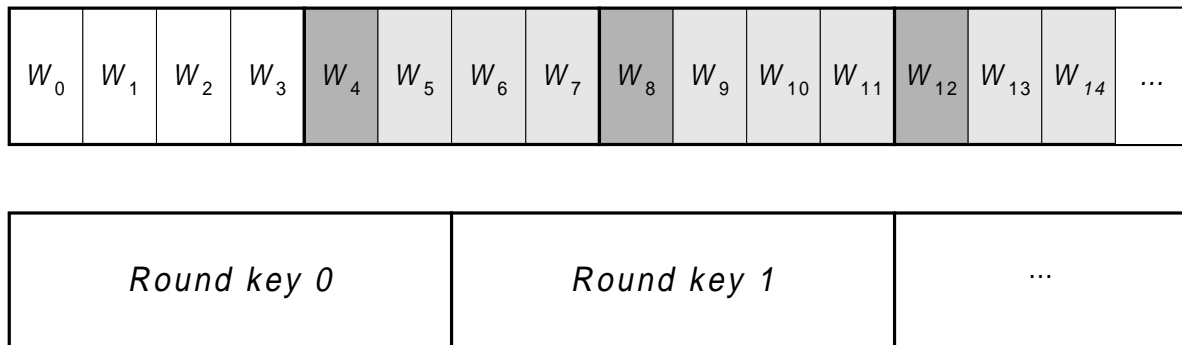 W₀ W₁ W₂ W₃ W₄ W₅ W₆ W₇ W₈ W₉ W₁₀ W₁₁ W₁₂ W₁₃ W₁₄ ...
Round key 0 Round key 1 ...